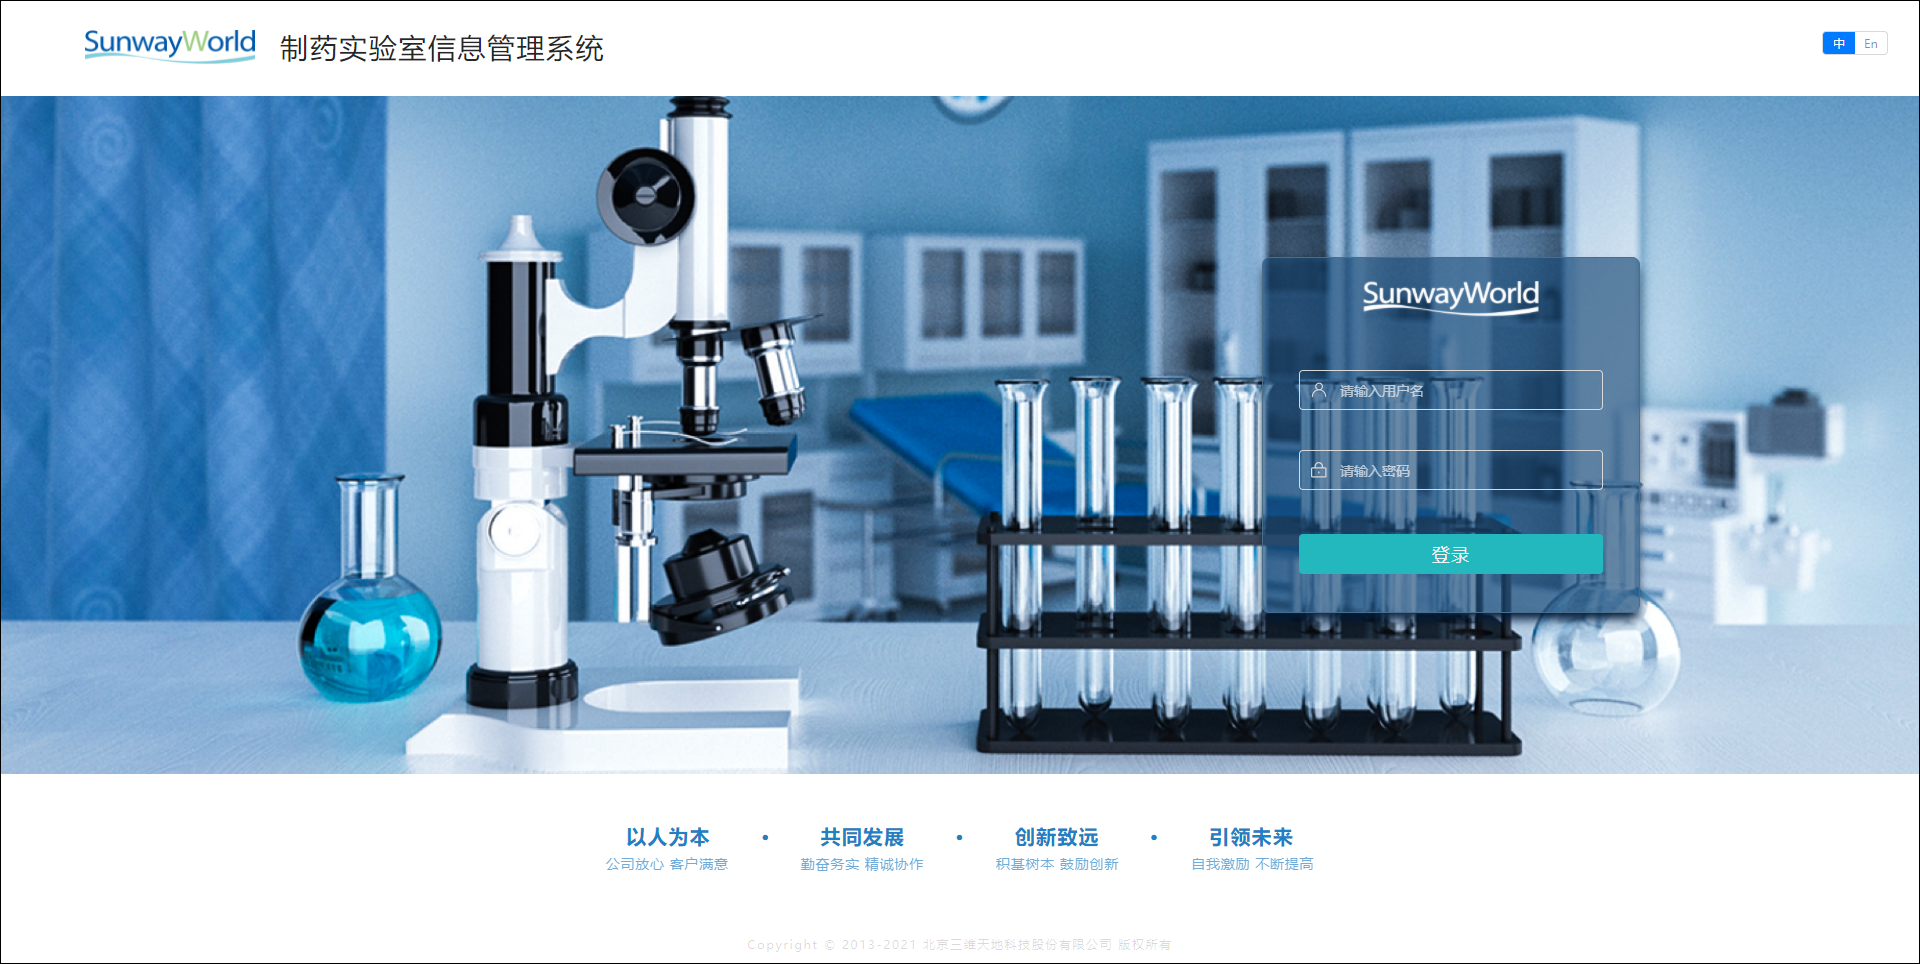 SunwayWorld 制药实验室信息管理系统
中 En
SunwayWorld
请输入用户名
请输入密码
登录
以人为本 • 共同发展 • 创新致远 • 引领未来
公司放心 客户满意 勤奋务实 精诚协作 积基树本 鼓励创新 自我激励 不断提高
Copyright © 2013-2021 北京三维天地科技股份有限公司 版权所有